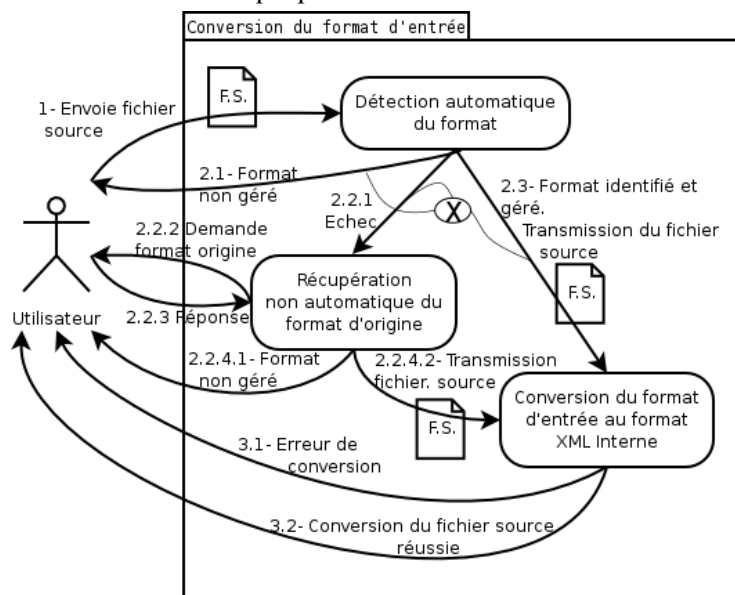 Conversion du format d'entrée
F.S.
1- Envoie fichier
source
Détection automatique
du format
2.1- Format
non géré
2.2.1
Echec
X
2.3- Format identifié et
géré.
Transmission du fichier
source
2.2.2 Demande
format origine
F.S.
Récupération
non automatique du
format d'origine
Utilisateur
2.2.3 Réponse
2.2.4.1- Format
non géré
2.2.4.2- Transmission
fichier. source
F.S.
Conversion du format
d'entrée au format
XML Interne
3.1- Erreur de
conversion
3.2- Conversion du fichier source
réussie